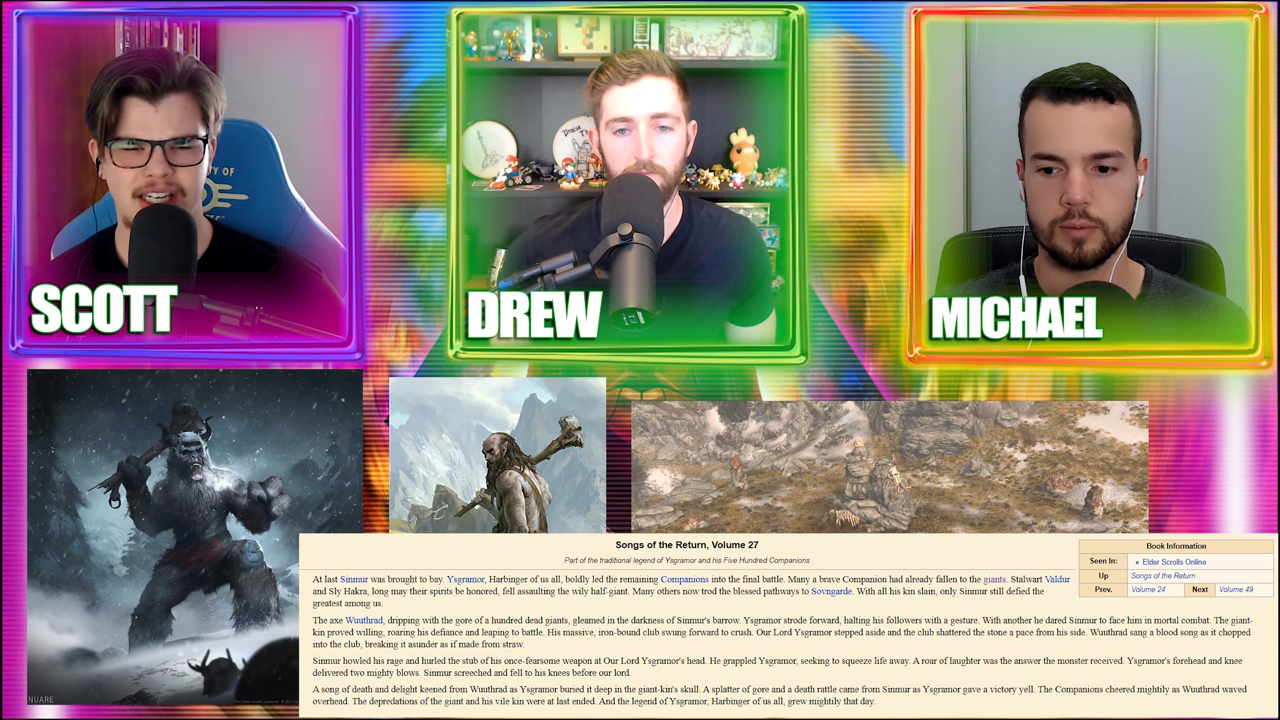 Y OF
TEC
SCOTT
DREW
MICHAEL
Songs of the Return, Volume 27
Part of the traditional legend of Ysgramor and his Five Hundred Companions
At last Sinmur was brought to bay. Ysgramor, Harbinger of us all, boldly led the remaining Companions into the final battle. Many a brave Companion had already fallen to the giants. Stalwart Valdur
and Sly Hakra, long may their spirits be honored, fell assaulting the wily half-giant. Many others now trod the blessed pathways to Sovngarde. With all his kin slain, only Sinmur still defied the
greatest among us.
The axe Wuuthrad, dripping with the gore of a hundred dead giants, gleamed in the darkness of Sinmur's barrow. Ysgramor strode forward, halting his followers with a gesture. With another he dared Sinmur to face him in mortal combat. The giant-
kin proved willing, roaring his defiance and leaping to battle. His massive, iron-bound club swung forward to crush. Our Lord Ysgramor stepped aside and the club shattered the stone a pace from his side. Wuuthrad sang a blood song as it chopped
into the club, breaking it asunder as if made from straw.
Sinmur howled his rage and hurled the stub of his once-fearsome weapon at Our Lord Ysgramor's head. He grappled Ysgramor, seeking to squeeze life away. A roar of laughter was the answer the monster received. Ysgramor's forehead and knee
delivered two mighty blows. Sinmur screeched and fell to his knees before our lord.
A song of death and delight keened from Wuuthrad as Ysgramor buried it deep in the giant-kin's skull. A splatter of gore and a death rattle came from Sinmur as Ysgramor gave a victory yell. The Companions cheered mightily as Wuuthrad waved
overhead. The depredations of the giant and his vile kin were at last ended. And the legend of Ysgramor, Harbinger of us all, grew mightily that day.
Book Information
Seen In: Elder Scrolls Online
Up Songs of the Return
Prev. Volume 24 Next Volume 49
NUARE